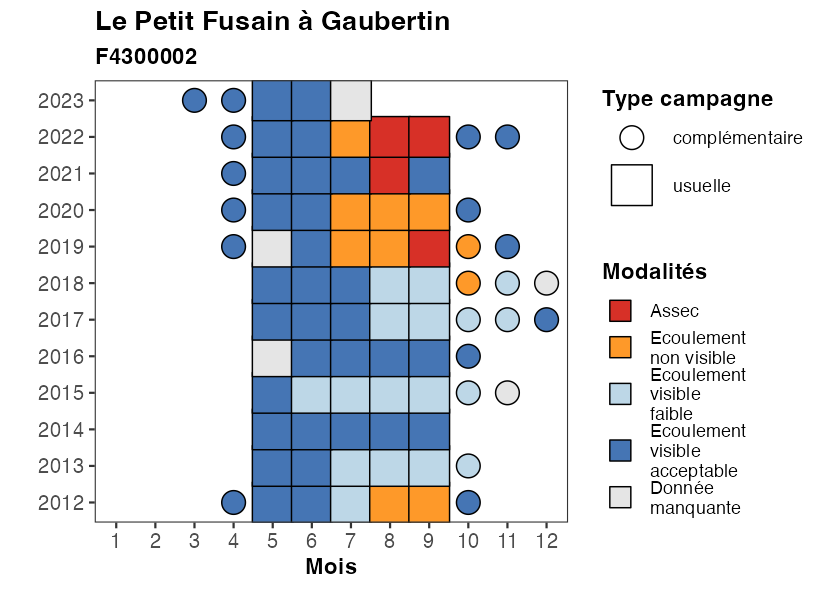 Le Petit Fusain à Gaubertin
F4300002
2023
2022
2021
2020
2019
2018
2017
2016
2015
2014
2013
2012
1 2 3 4 5 6 7 8 9 10 11 12
Mois
Type campagne
complémentaire
usuelle
Modalités
Assec
Ecoulement
non visible
Ecoulement
visible
faible
Ecoulement
visible
acceptable
Donnée
manquante